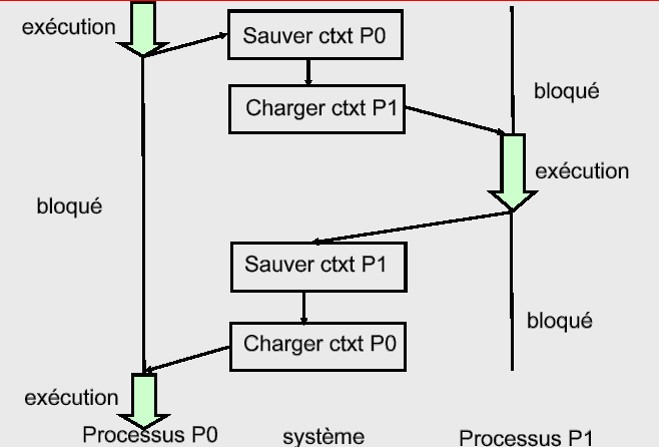 exécution
Sauver ctxt P0
Charger ctxt P1
bloqué
exécution
bloqué
Sauver ctxt P1
bloqué
Charger ctxt P0
exécution
Processus P0
système
Processus P1